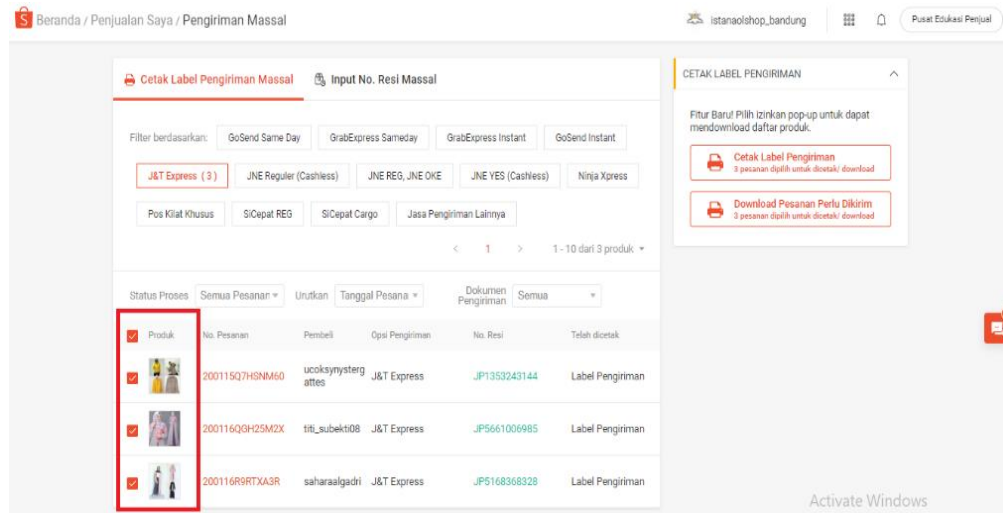 Beranda / Penjualan Saya / Pengiriman Massal
istanaolshop_bandung
Pusat Edukasi Penjual
Cetak Label Pengiriman Massal
Input No. Resi Massal
Filter berdasarkan:
GoSend Same Day
GrabExpress Sameday
GrabExpress Instant
GoSend Instant
J&T Express ( 3 )
JNE Reguler (Cashless)
JNE REG, JNE OKE
JNE YES (Cashless)
Ninja Xpress
Pos Kilat Khusus
SiCepat REG
SiCepat Cargo
Jasa Pengiriman Lainnya
< 1 >
1 - 10 dari 3 produk
Status Proses
Semua Pesanan
Urutkan
Tanggal Pesana
Dokumen
Pengiriman
Semua
Produk
No. Pesanan
Pembeli
Opsi Pengiriman
No. Resi
Telah dicetak
200115Q7HSNM60
ucoksynysterg
attes
J&T Express
JP1353243144
Label Pengiriman
200116QGH25M2X
titi_subekti08
J&T Express
JP5661006985
Label Pengiriman
200116R9RTXA3R
saharaalgadri
J&T Express
JP5168368328
Label Pengiriman
CETAK LABEL PENGIRIMAN
Fitur Baru! Pilih izinkan pop-up untuk dapat
mendownload daftar produk.
Cetak Label Pengiriman
3 pesanan dipilih untuk dicetak/ download
Download Pesanan Perlu Dikirim
3 pesanan dipilih untuk dicetak/ download
Activate Windows